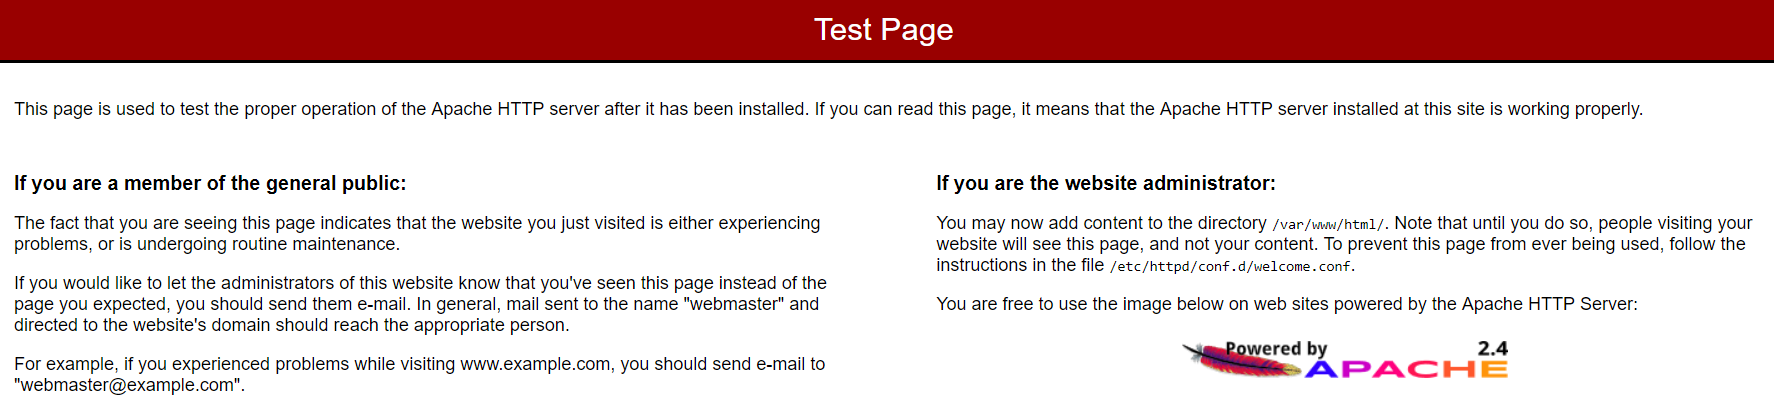 Test Page
This page is used to test the proper operation of the Apache HTTP server after it has been installed. If you can read this page, it means that the Apache HTTP server installed at this site is working properly.
If you are a member of the general public:
The fact that you are seeing this page indicates that the website you just visited is either experiencing
problems, or is undergoing routine maintenance.
If you would like to let the administrators of this website know that you've seen this page instead of the
page you expected, you should send them e-mail. In general, mail sent to the name "webmaster" and
directed to the website's domain should reach the appropriate person.
For example, if you experienced problems while visiting www.example.com, you should send e-mail to
"webmaster@example.com".
If you are the website administrator:
You may now add content to the directory /var/www/html/. Note that until you do so, people visiting your
website will see this page, and not your content. To prevent this page from ever being used, follow the
instructions in the file /etc/httpd/conf.d/welcome.conf.
You are free to use the image below on web sites powered by the Apache HTTP Server:
Powered by 2.4
APACHE